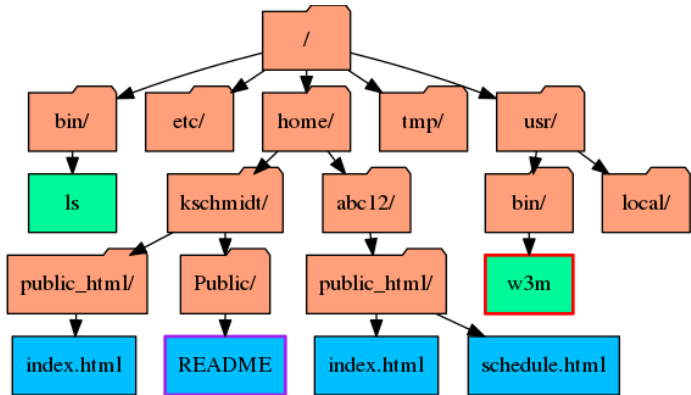 /
bin/
etc/
home/
tmp/
usr/
ls
kschmidt/
abc12/
bin/
local/
public_html/
Public/
public_html/
w3m
index.html
README
index.html
schedule.html